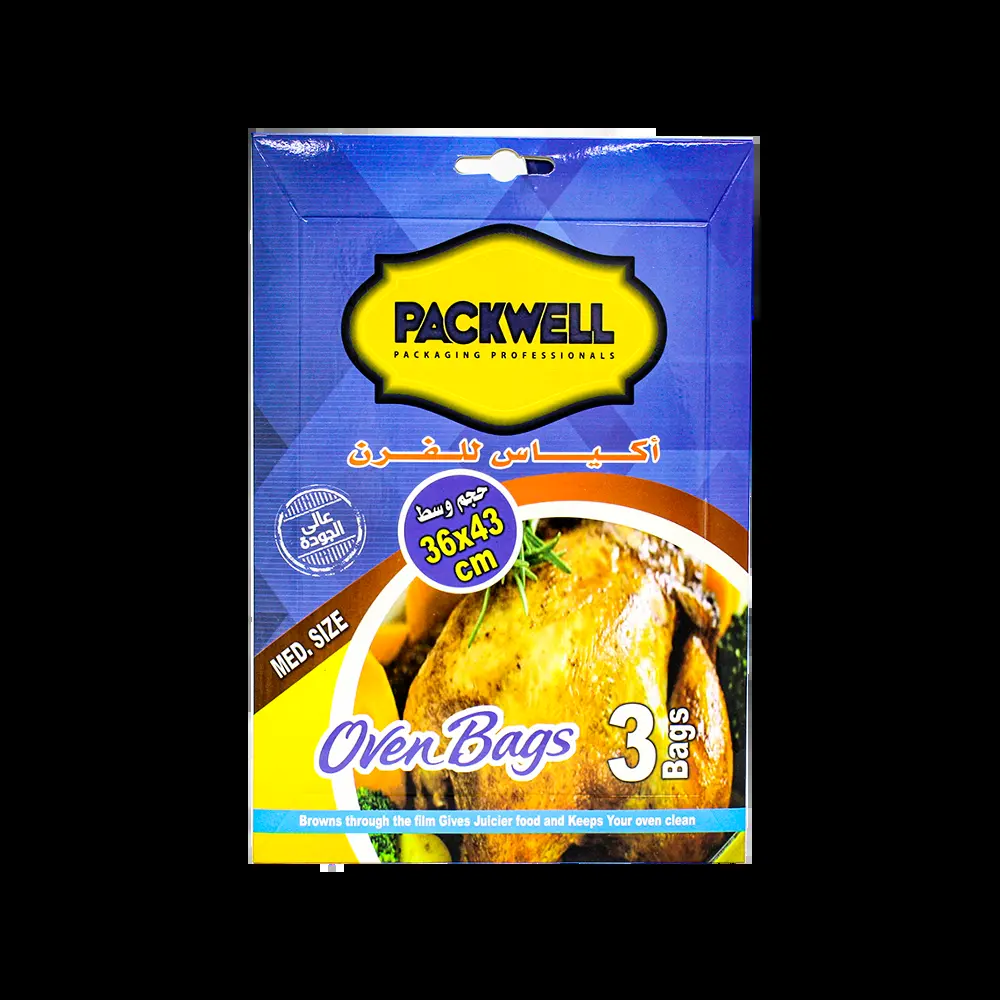 PACKWELL
PACKAGING PROFESSIONALS
أكياس للفرن
حجم وسط
36x43
cm
عالى
الجودة
MED. SIZE
Oven Bags
3
Bags
Browns through the film Gives Juicier food and Keeps Your oven clean